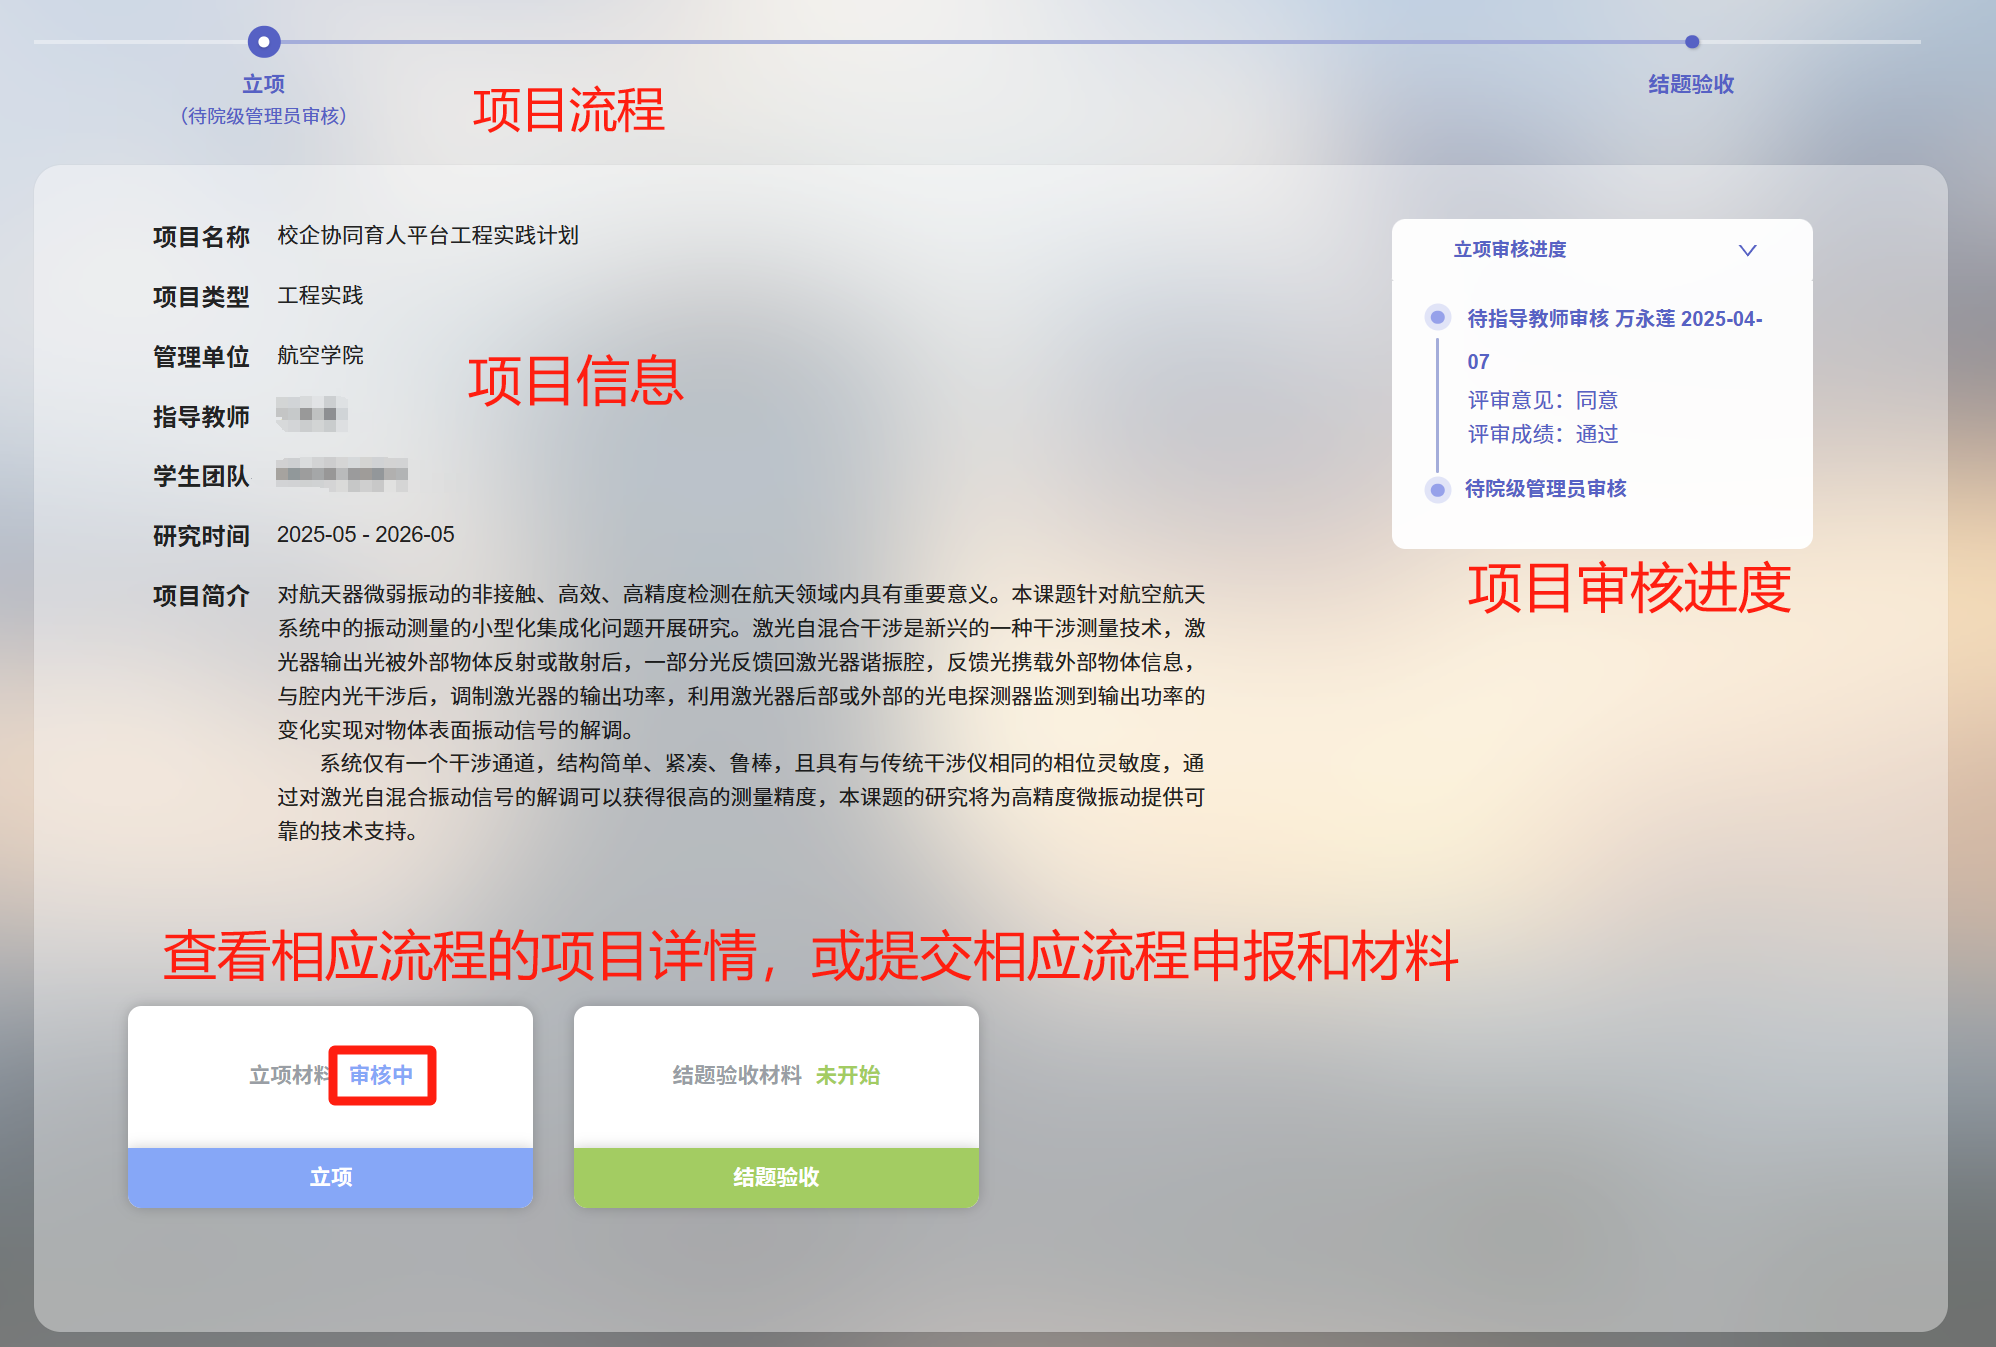 立项
（待院级管理员审核）
结题验收
项目流程
项目名称 校企协同育人平台工程实践计划
项目类型 工程实践
管理单位 航空学院
指导教师
学生团队
研究时间 2025-05 - 2026-05
项目信息
项目简介 对航天器微弱振动的非接触、高效、高精度检测在航天领域内具有重要意义。本课题针对航空航天
系统中的振动测量的小型化集成化问题开展研究。激光自混合干涉是新兴的一种干涉测量技术，激
光器输出光被外部物体反射或散射后，一部分光反馈回激光器谐振腔，反馈光携载外部物体信息，
与腔内光干涉后，调制激光器的输出功率，利用激光器后部或外部的光电探测器监测到输出功率的
变化实现对物体表面振动信号的解调。
系统仅有一个干涉通道，结构简单、紧凑、鲁棒，且具有与传统干涉仪相同的相位灵敏度，通
过对激光自混合振动信号的解调可以获得很高的测量精度，本课题的研究将为高精度微振动提供可
靠的技术支持。
立项审核进度
待指导教师审核 万永莲 2025-04-
07
评审意见：同意
评审成绩：通过
待院级管理员审核
项目审核进度
查看相应流程的项目详情，或提交相应流程申报和材料
立项材料 审核中
立项
结题验收材料 未开始
结题验收